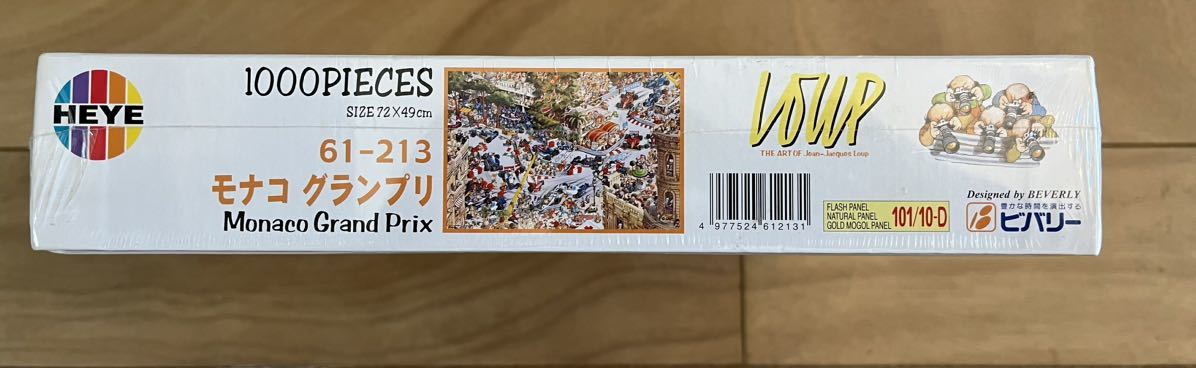 HEYE
1000PIECES
SIZE 72×49cm
61-213
モナコ グランプリ
Monaco Grand Prix
LOUP
THE ART OF Jean-Jacques Loup
4 977524 612131
FLASH PANEL
NATURAL PANEL
GOLD MOGOL PANEL
101/10-D
Designed by BEVERLY
豊かな時間を演出する
B ビバリー